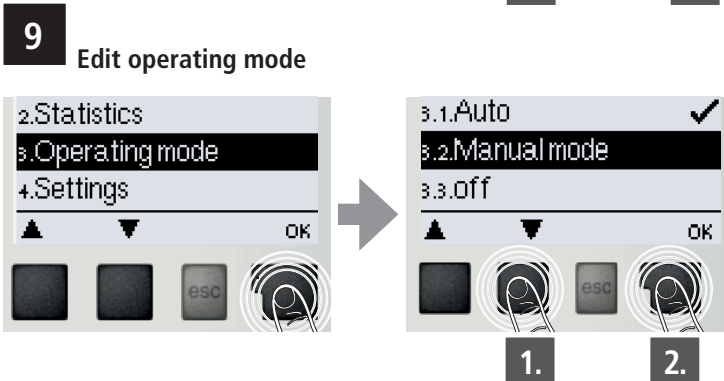 9
Edit operating mode
2.Statistics
3.Operating mode
4.Settings
OK
esc
3.1.Auto
3.2.Manual mode
3.3.off
OK
esc
1.
2.